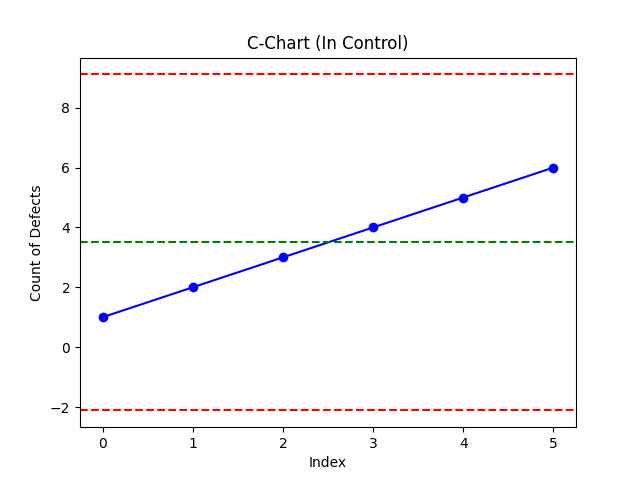 C-Chart (In Control)
8
6
4
2
0
−2
Count of Defects
0 1 2 3 4 5
Index